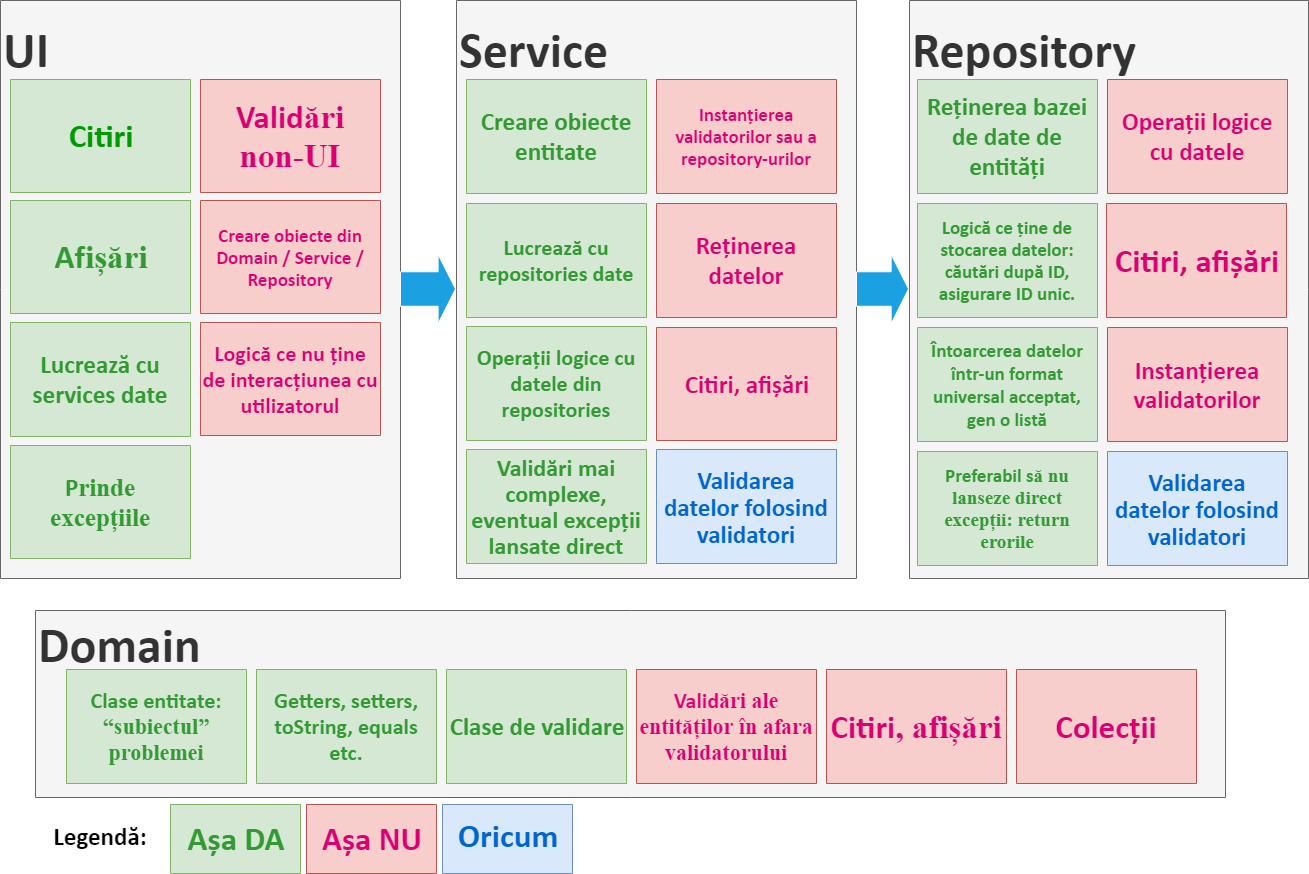 UI
Citiri
Validări
non-UI
Afișări
Creare obiecte din
Domain / Service /
Repository
Lucrează cu
services date
Logică ce nu ține
de interacțiunea cu
utilizatorul
Prinde
excepțiile
Service
Creare obiecte
entitate
Instanțierea
validatorilor sau a
repository-urilor
Lucrează cu
repositories date
Reținerea
datelor
Operații logice cu
datele din
repositories
Citiri, afișări
Validări mai
complexe,
eventual excepții
lansate direct
Validarea
datelor folosind
validatori
Repository
Reținerea bazei
de date de
entități
Operații logice
cu datele
Logică ce ține de
stocarea datelor:
căutări după ID,
asigurare ID unic.
Citiri, afișări
Întoarcerea datelor
într-un format
universal acceptat,
gen o listă
Instanțierea
validatorilor
Preferabil să nu
lanseze direct
excepții: return
erorile
Validarea
datelor folosind
validatori
Domain
Clase entitate:
“subiectul”
problemei
Getters, setters,
toString, equals
etc.
Clase de validare
Validări ale
entităților în afara
validatorului
Citiri, afișări
Colecții
Legendă:
Așa DA
Așa NU
Oricum